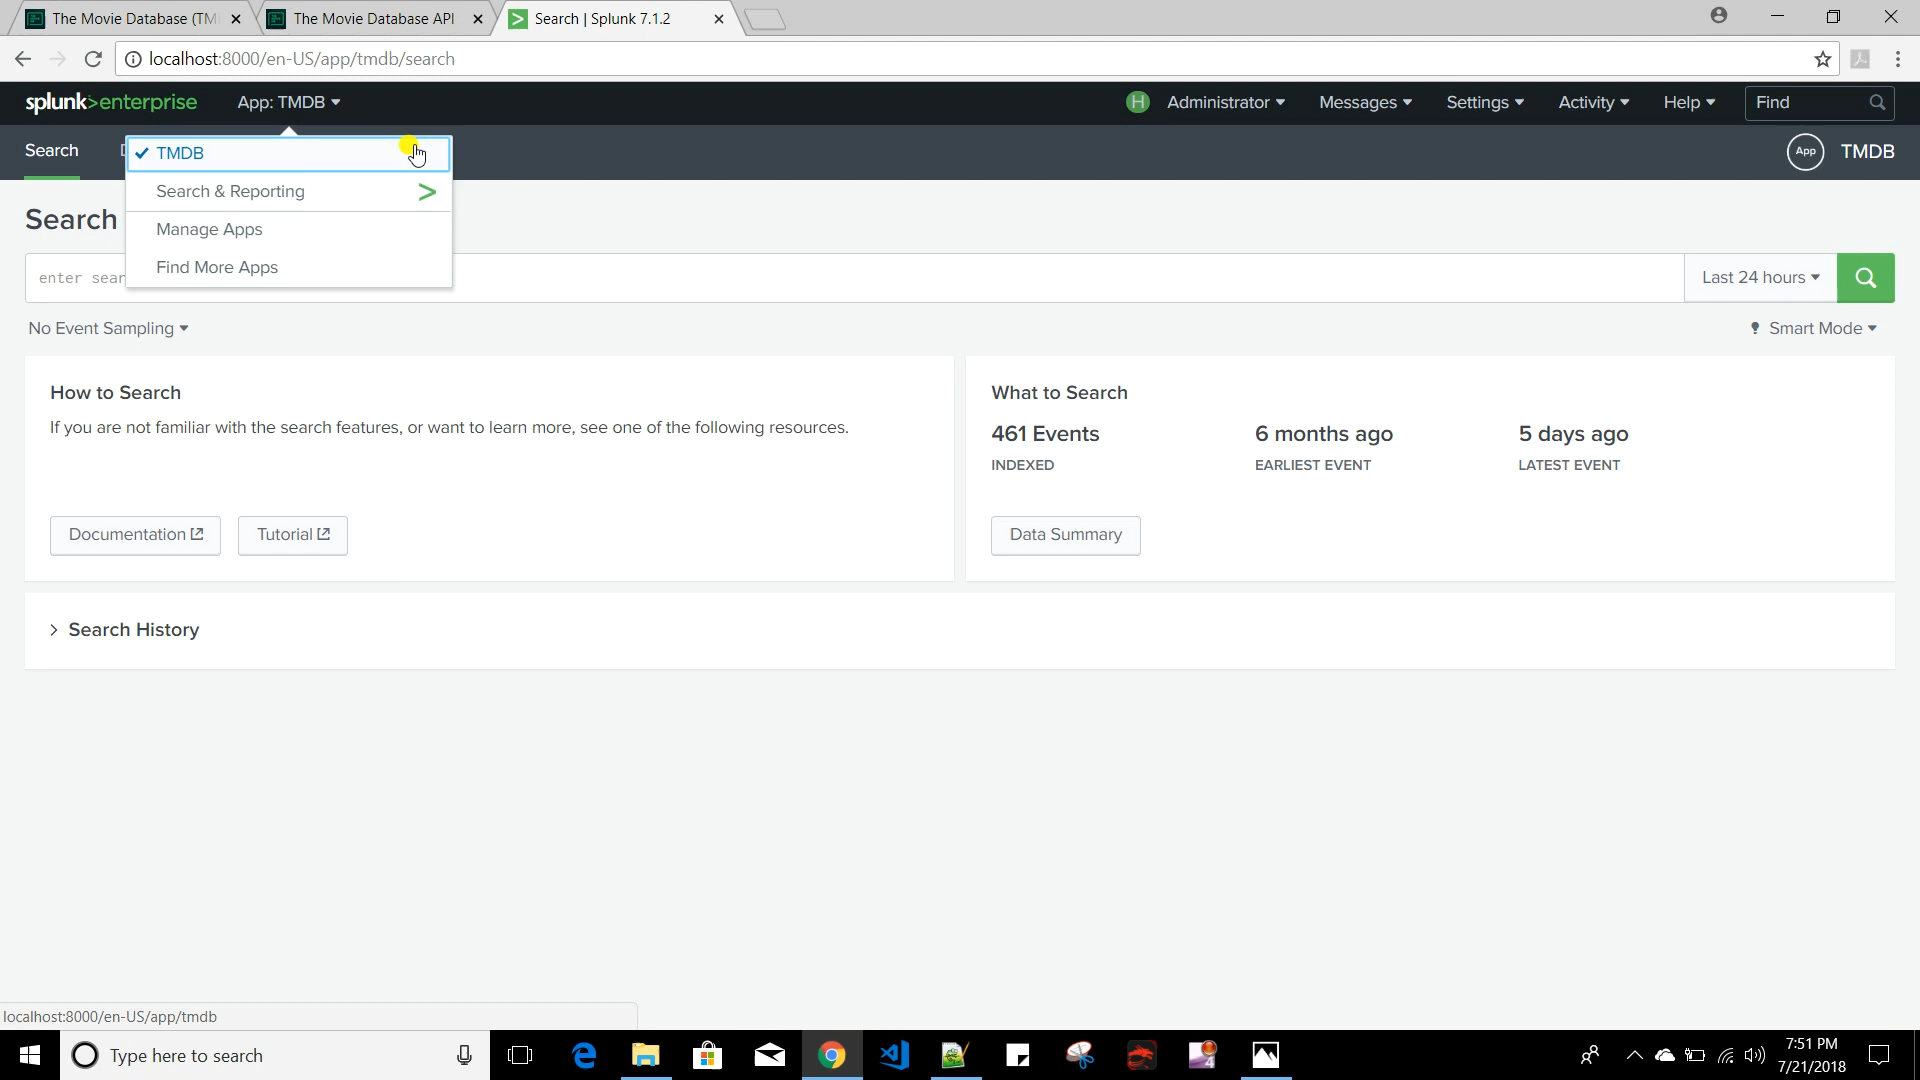 The Movie Database (TM
The Movie Database API
Search | Splunk 7.1.2
localhost:8000/en-US/app/tmdb/search
splunk>enterprise
App: TMDB
H
Administrator
Messages
Settings
Activity
Help
Find
Search
TMDB
App
TMDB
Search & Reporting
Manage Apps
Find More Apps
Search
enter sear
Last 24 hours
No Event Sampling
Smart Mode
How to Search
If you are not familiar with the search features, or want to learn more, see one of the following resources.
Documentation
Tutorial
What to Search
461 Events
INDEXED
6 months ago
EARLIEST EVENT
5 days ago
LATEST EVENT
Data Summary
Search History
localhost:8000/en-US/app/tmdb
Type here to search
7:51 PM
7/21/2018